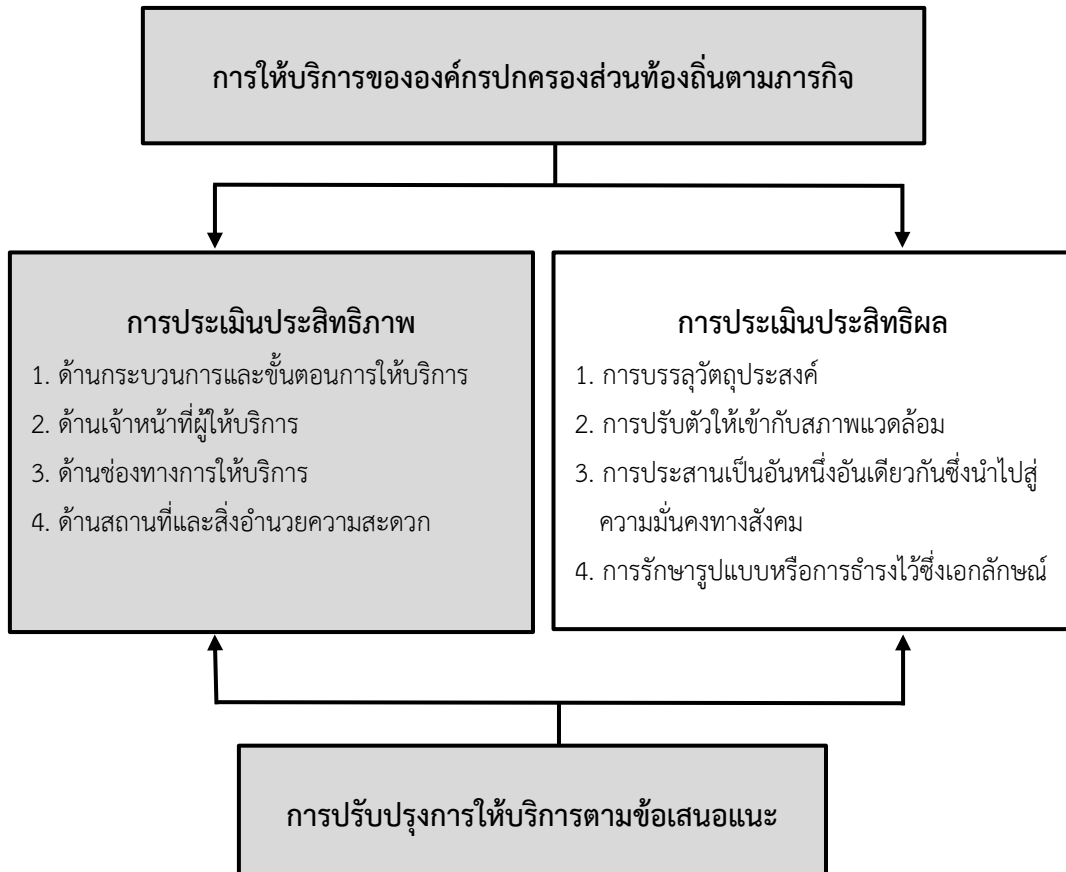 การให้บริการขององค์กรปกครองส่วนท้องถิ่นตามภารกิจ
การประเมินประสิทธิภาพ
1. ด้านกระบวนการและขั้นตอนการให้บริการ
2. ด้านเจ้าหน้าที่ผู้ให้บริการ
3. ด้านช่องทางการให้บริการ
4. ด้านสถานที่และสิ่งอำนวยความสะดวก
การประเมินประสิทธิผล
1. การบรรลุวัตถุประสงค์
2. การปรับตัวให้เข้ากับสภาพแวดล้อม
3. การประสานเป็นอันหนึ่งอันเดียวกันซึ่งนำไปสู่
ความมั่นคงทางสังคม
4. การรักษารูปแบบหรือการธำรงไว้ซึ่งเอกลักษณ์
การปรับปรุงการให้บริการตามข้อเสนอแนะ